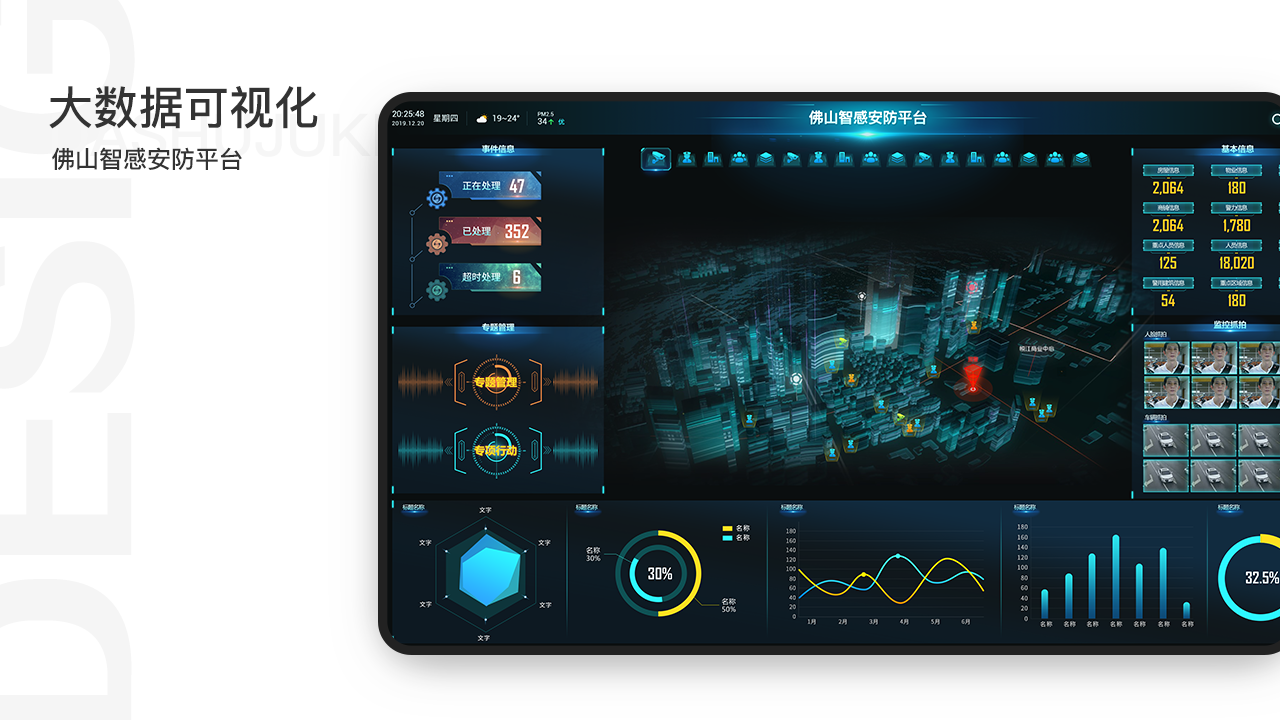 大数据可视化
佛山智感安防平台
DESIG
20:25:48
2019.12.20
星期四
19~24°
PM2.5
34 优
佛山智感安防平台
事件信息
正在处理 47
已处理 352
超时处理 6
专题管理
专题管理
专项行动
榕江商业中心
基本信息
房屋信息 物业信息
2,064 180
商铺信息 警力信息
2,064 1,780
重点人员信息 人员信息
125 18,020
警用建筑信息 重点区域信息
54 180
监控抓拍
人脸抓拍
车辆抓拍
标题名称
文字
文字 文字
文字 文字
文字
标题名称
名称
名称
名称
30%
30%
名称
50%
标题名称
180
160
140
120
100
80
60
40
20
0
1月 2月 3月 4月 5月 6月
标题名称
180
160
140
120
100
80
60
40
20
0
名称 名称 名称 名称 名称 名称 名称
标题名称
32.5%